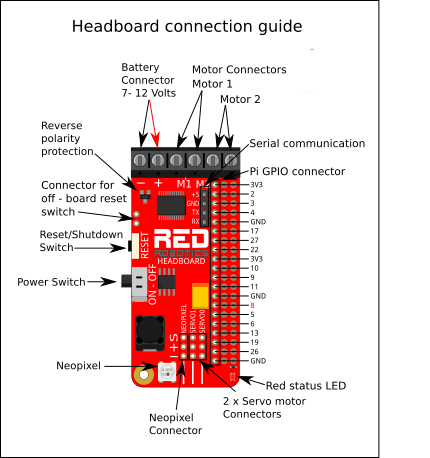 Headboard connection guide
Battery
Connector
7- 12 Volts
Motor Connectors
Motor 1
Motor 2
Reverse
polarity
protection
Serial communication
Pi GPIO connector
Connector for
off - board reset
switch
Reset/Shutdown
Switch
Power Switch
Neopixel
Neopixel
Connector
2 x Servo motor
Connectors
Red status LED
- + M1 M
+5
GND
TX
RX
RED
ROBOTICS
HEADBOARD
RESET
ON - OFF
NEOPIXEL
SERVO1
SERVO0
I + S
3V3
2
3
4
GND
17
27
22
3V3
10
9
11
GND
8
5
6
13
19
26
GND